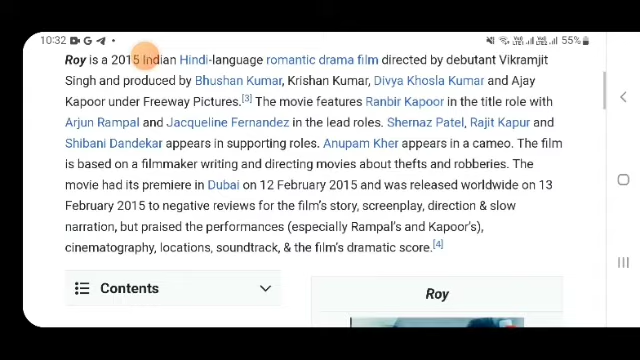 10:32 55%
Roy is a 2015 Indian Hindi-language romantic drama film directed by debutant Vikramjit
Singh and produced by Bhushan Kumar, Krishan Kumar, Divya Khosla Kumar and Ajay
Kapoor under Freeway Pictures.[3] The movie features Ranbir Kapoor in the title role with
Arjun Rampal and Jacqueline Fernandez in the lead roles. Shernaz Patel, Rajit Kapur and
Shibani Dandekar appears in supporting roles. Anupam Kher appears in a cameo. The film
is based on a filmmaker writing and directing movies about thefts and robberies. The
movie had its premiere in Dubai on 12 February 2015 and was released worldwide on 13
February 2015 to negative reviews for the film's story, screenplay, direction & slow
narration, but praised the performances (especially Rampal's and Kapoor's),
cinematography, locations, soundtrack, & the film's dramatic score.[4]
Contents
Roy